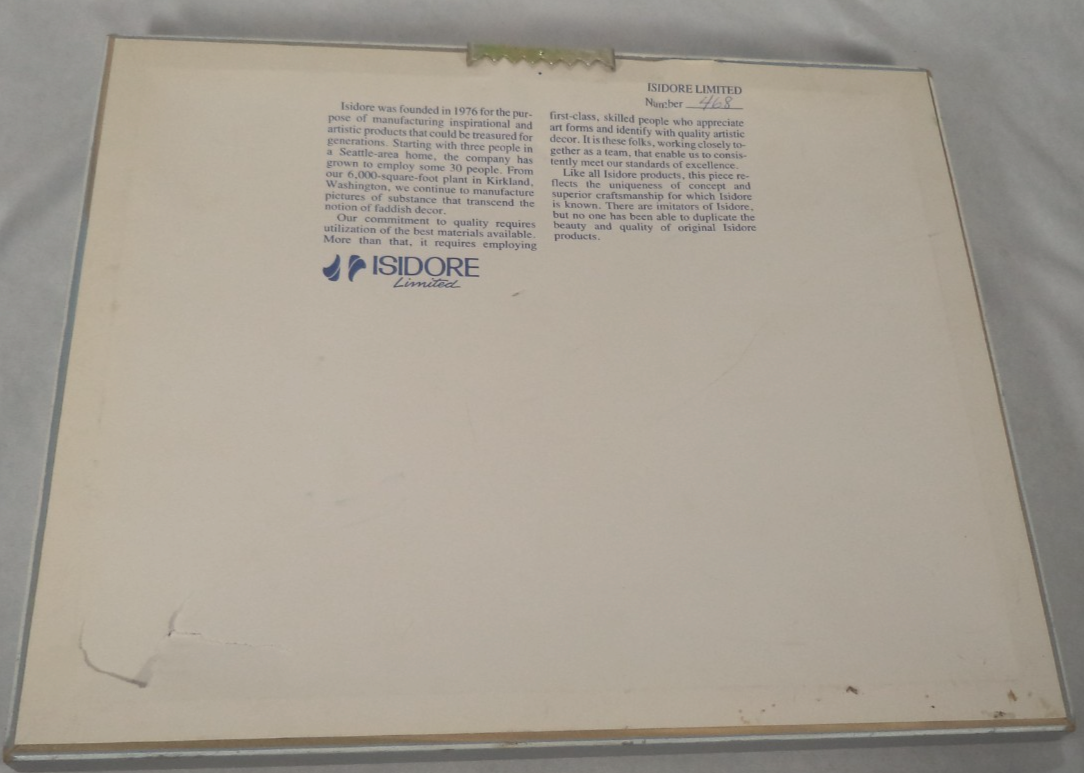 ISIDORE LIMITED
Number 468
Isidore was founded in 1976 for the pur-
pose of manufacturing inspirational and
artistic products that could be treasured for
generations. Starting with three people in
a Seattle-area home, the company has
grown to employ some 30 people. From
our 6,000-square-foot plant in Kirkland,
Washington, we continue to manufacture
pictures of substance that transcend the
notion of faddish decor.
Our commitment to quality requires
utilization of the best materials available.
More than that, it requires employing
first-class, skilled people who appreciate
art forms and identify with quality artistic
decor. It is these folks, working closely to-
gether as a team, that enable us to consis-
tently meet our standards of excellence.
Like all Isidore products, this piece re-
flects the uniqueness of concept and
superior craftsmanship for which Isidore
is known. There are imitators of Isidore,
but no one has been able to duplicate the
beauty and quality of original Isidore
products.
ISIDORE
Limited